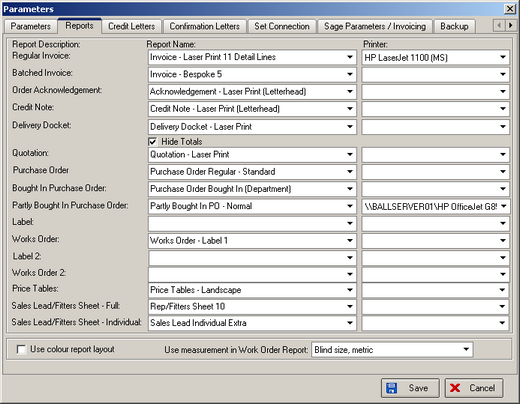 Parameters
Parameters Reports Credit Letters Confirmation Letters Set Connection Sage Parameters / Invoicing Backup
Report Description: Report Name: Printer:
Regular Invoice: Invoice - Laser Print 11 Detail Lines HP LaserJet 1100 (MS)
Batched Invoice: Invoice - Bespoke 5
Order Acknowledgement: Acknowledgement - Laser Print (Letterhead)
Credit Note: Credit Note - Laser Print (Letterhead)
Delivery Docket: Delivery Docket - Laser Print
Hide Totals
Quotation: Quotation - Laser Print
Purchase Order Purchase Order Regular - Standard
Bought In Purchase Order: Purchase Order Bought In (Department)
Partly Bought In Purchase Order: Partly Bought In PO - Normal \\BALLSERVER01\HP OfficeJet G8
Label:
Works Order: Works Order - Label 1
Label 2:
Works Order 2:
Price Tables: Price Tables - Landscape
Sales Lead/Fitters Sheet - Full: Rep/Fitters Sheet 10
Sales Lead/Fitters Sheet - Individual: Sales Lead Individual Extra
Use colour report layout Use measurement in Work Order Report: Blind size, metric
Save Cancel